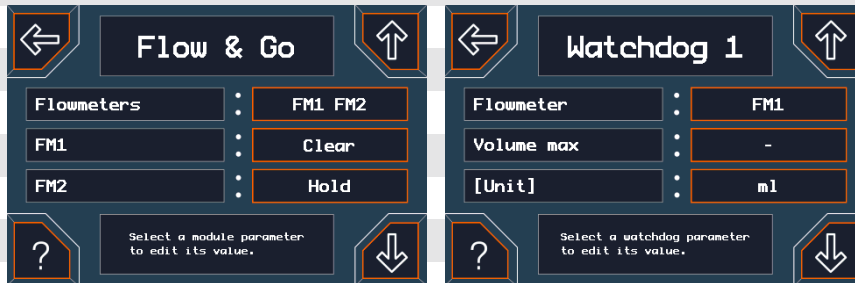 Flow & Go
Flowmeters : FM1 FM2
FM1 : Clear
FM2 : Hold
?
Select a module parameter
to edit its value.
Watchdog 1
Flowmeter : FM1
Volume max : -
[Unit] : ml
?
Select a watchdog parameter
to edit its value.